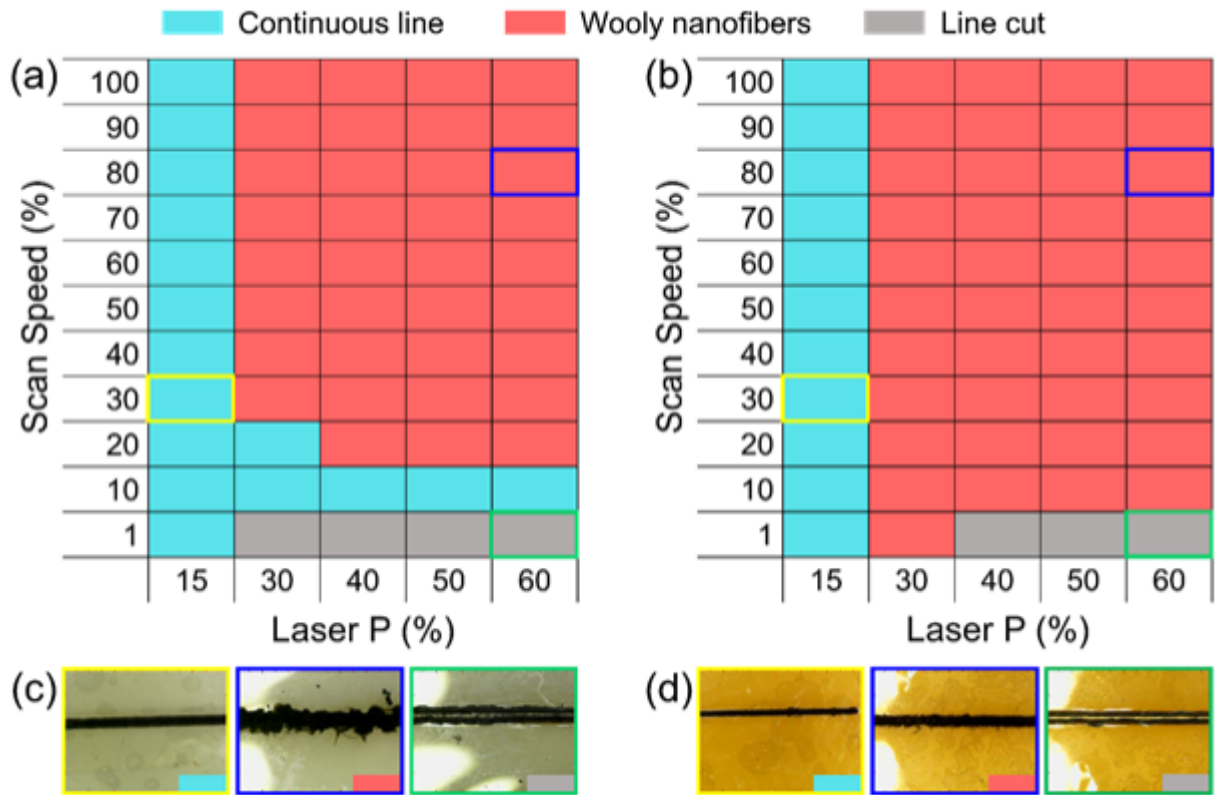 Continuous line Wooly nanofibers Line cut
(a) (b)
Scan Speed (%)
100
90
80
70
60
50
40
30
20
10
1
15 30 40 50 60
Laser P (%)
Scan Speed (%)
100
90
80
70
60
50
40
30
20
10
1
15 30 40 50 60
Laser P (%)
(c) (d)